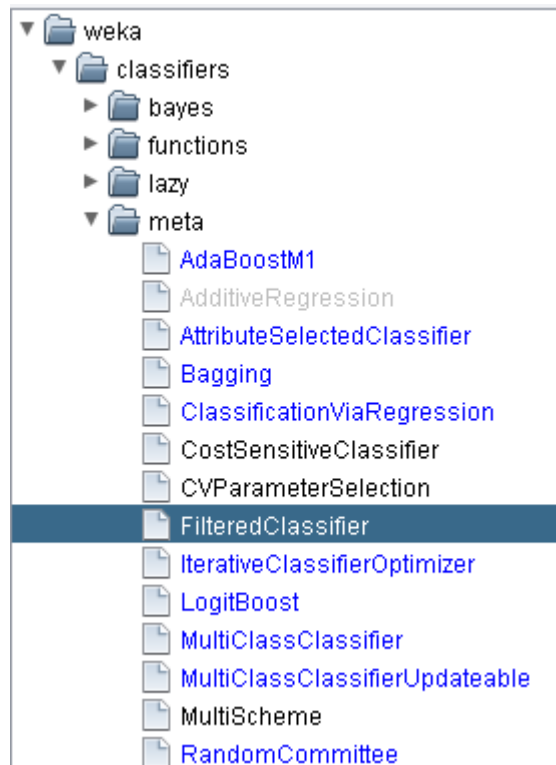 weka
classifiers
bayes
functions
lazy
meta
AdaBoostM1
AdditiveRegression
AttributeSelectedClassifier
Bagging
ClassificationViaRegression
CostSensitiveClassifier
CVParameterSelection
FilteredClassifier
IterativeClassifierOptimizer
LogitBoost
MultiClassClassifier
MultiClassClassifierUpdateable
MultiScheme
RandomCommittee